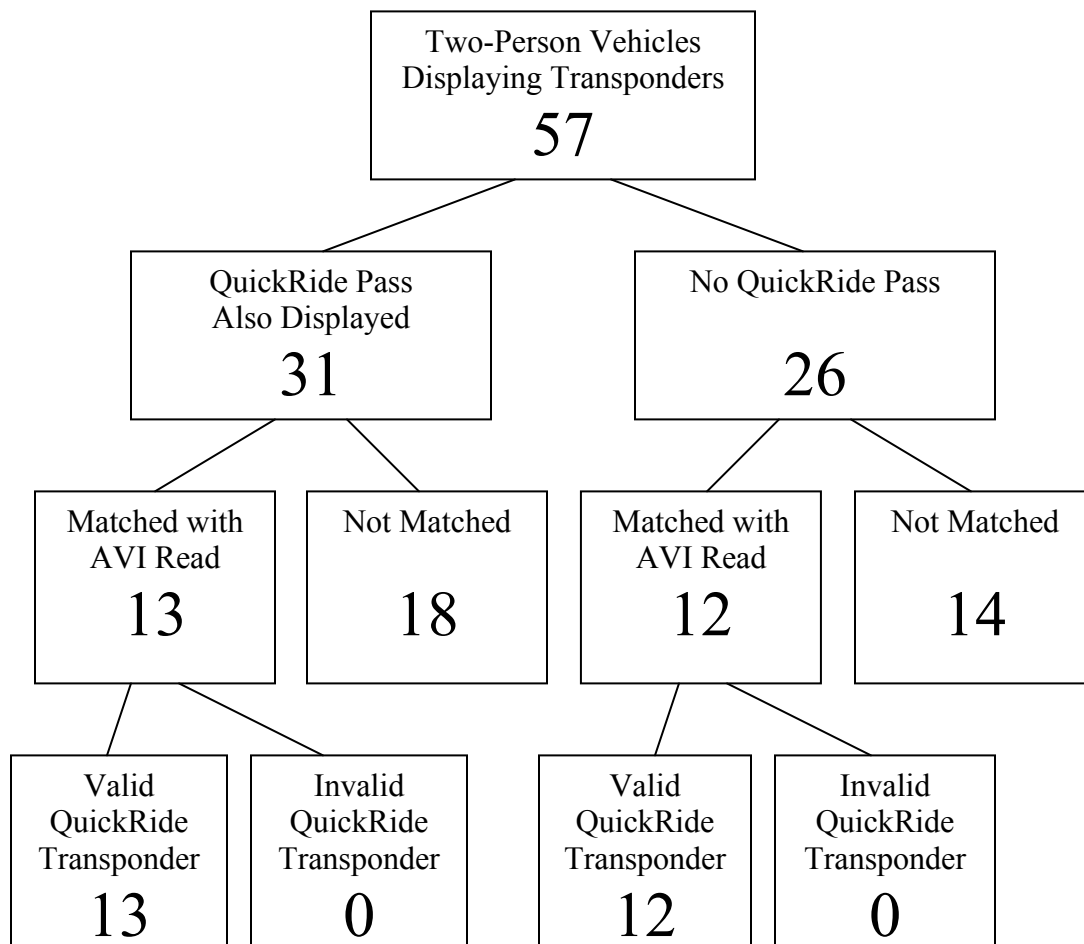 Two-Person Vehicles
Displaying Transponders
57
QuickRide Pass
Also Displayed
31
No QuickRide Pass
26
Matched with
AVI Read
13
Not Matched
18
Matched with
AVI Read
12
Not Matched
14
Valid
QuickRide
Transponder
13
Invalid
QuickRide
Transponder
0
Valid
QuickRide
Transponder
12
Invalid
QuickRide
Transponder
0